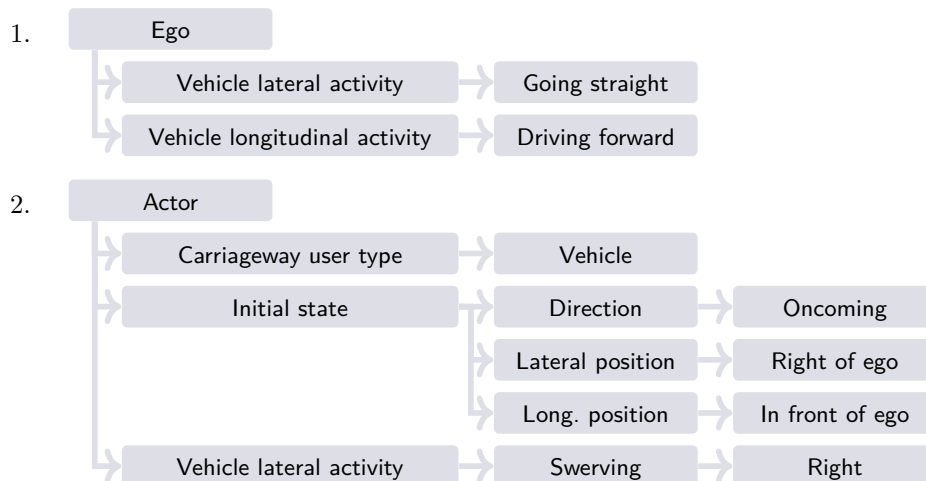 1. Ego
Vehicle lateral activity Going straight
Vehicle longitudinal activity Driving forward
2. Actor
Carriageway user type Vehicle
Initial state Direction Oncoming
Lateral position Right of ego
Long. position In front of ego
Vehicle lateral activity Swerving Right